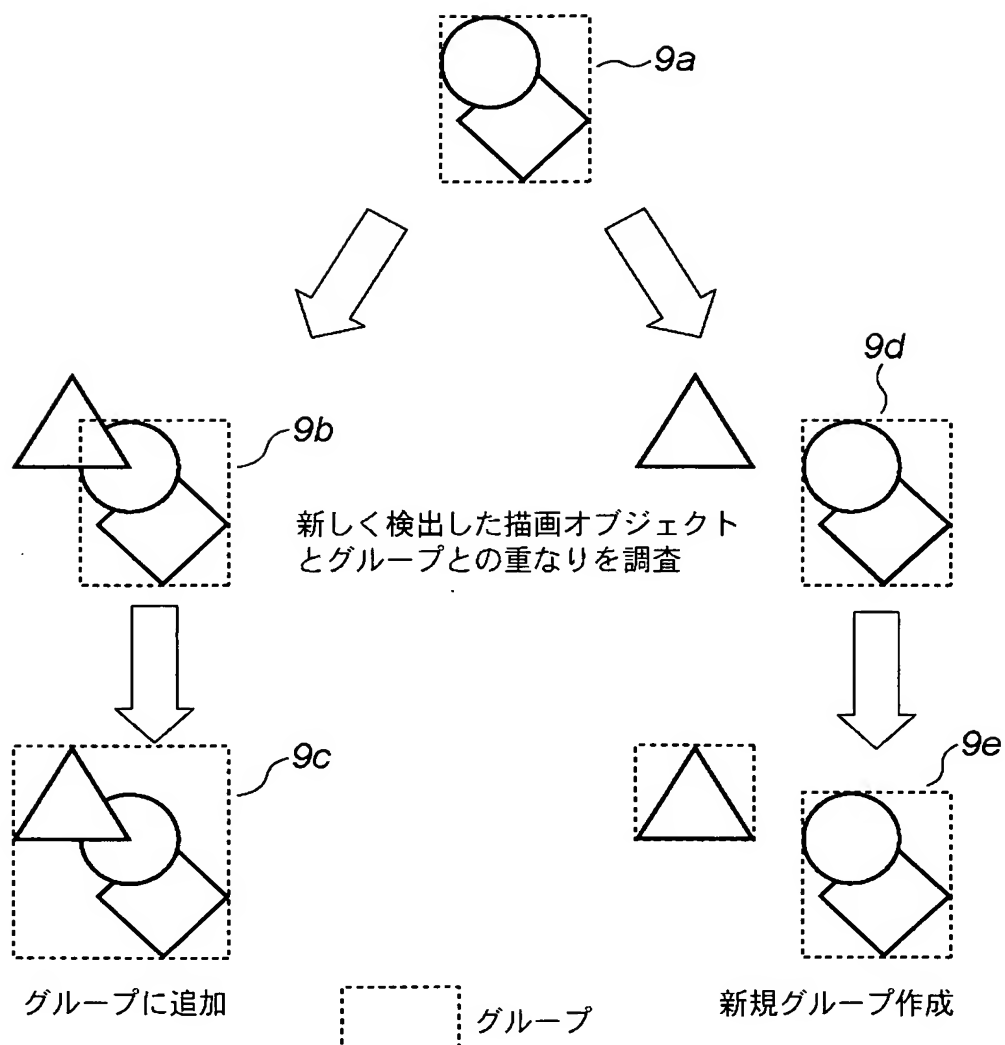 9a
9d
9b
新しく検出した描画オブジェクト
とグループとの重なりを調査
9c
9e
グループに追加
新規グループ作成
グループ